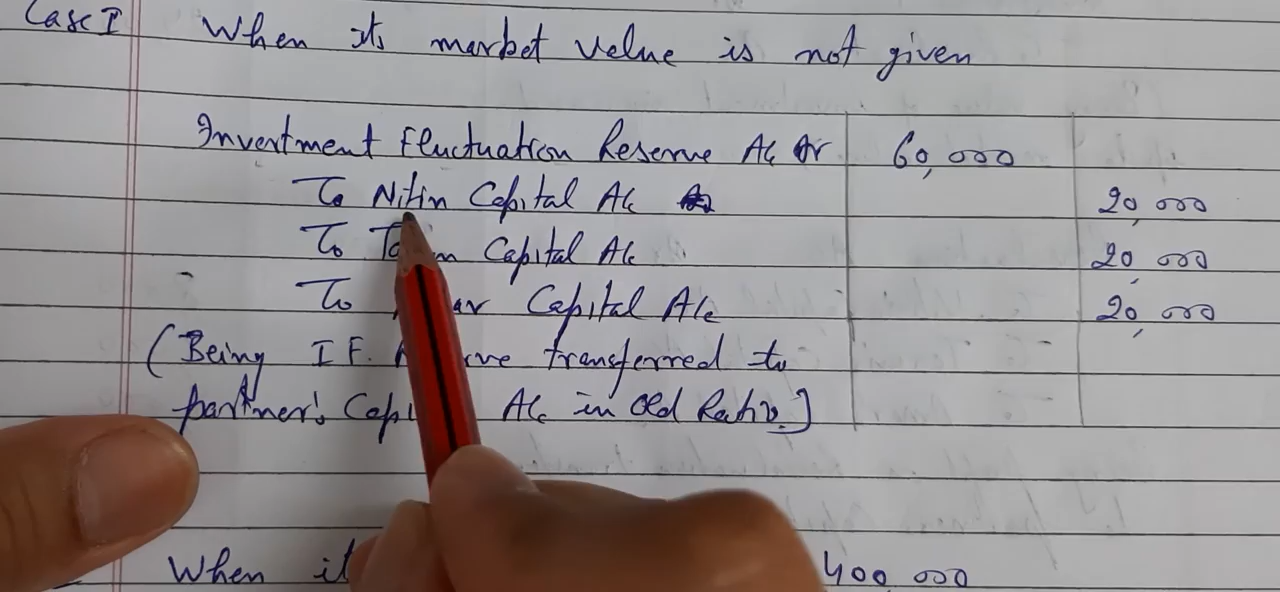 Case I When its market value is not given
Investment Fluctuation Reserve A/c Dr 60,000
To Nitin Capital A/c 20,000
To Capital A/c 20,000
To Capital A/c 20,000
(Being I F. transferred to
partner's A/c in Old Ratio.]
When 400,000